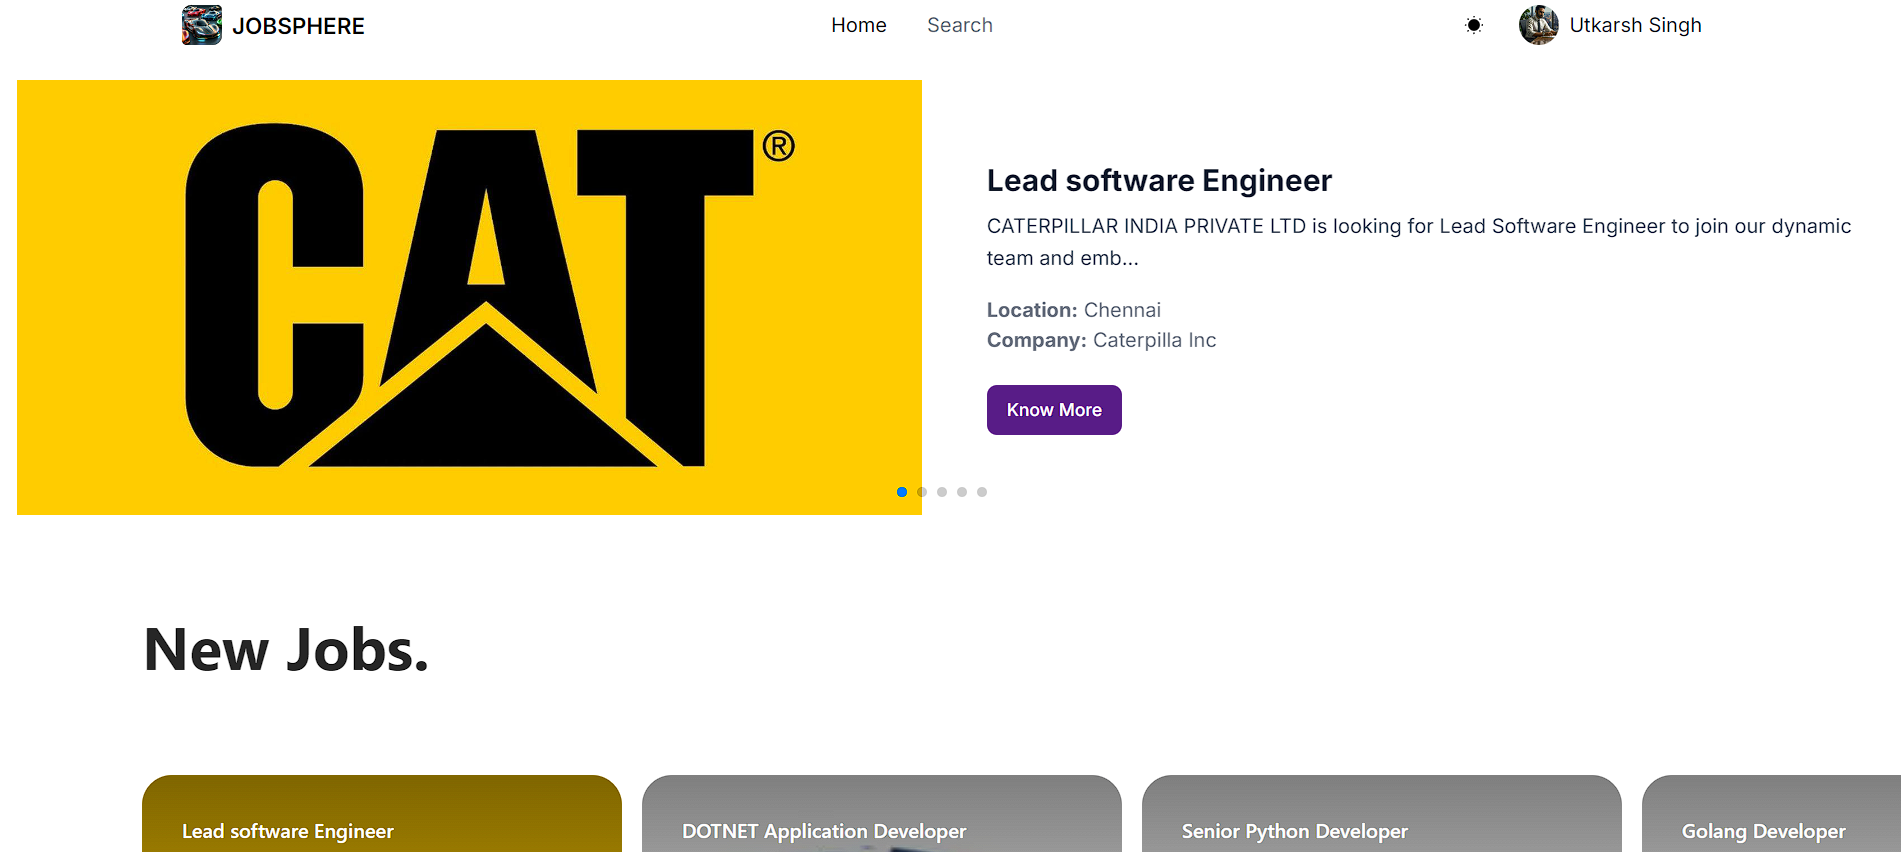 JOBSPHERE
Home
Search
Utkarsh Singh
CAT®
Lead software Engineer
CATERPILLAR INDIA PRIVATE LTD is looking for Lead Software Engineer to join our dynamic
team and emb...
Location: Chennai
Company: Caterpilla Inc
Know More
New Jobs.
Lead software Engineer
DOTNET Application Developer
Senior Python Developer
Golang Developer